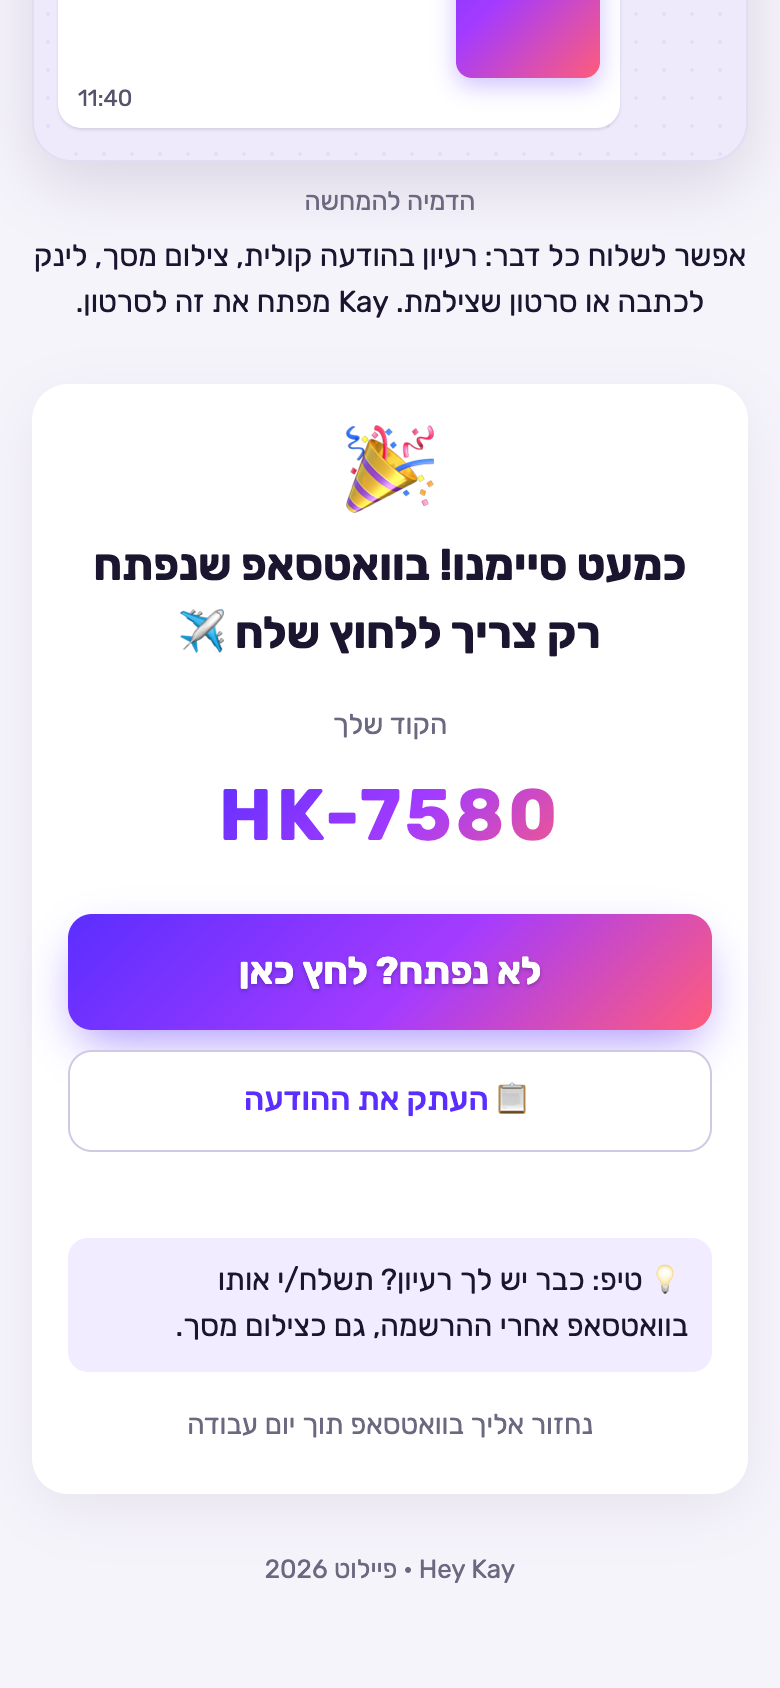 11:40
הדמיה להמחשה
אפשר לשלוח כל דבר: רעיון בהודעה קולית, צילום מסך, לינק
לכתבה או סרטון שצילמת. Kay מפתח את זה לסרטון.
כמעט סיימנו! בוואטסאפ שנפתח
רק צריך ללחוץ שלח ✈️
הקוד שלך
HK-7580
לא נפתח? לחץ כאן
📋 העתק את ההודעה
💡 טיפ: כבר יש לך רעיון? תשלח/י אותו
בוואטסאפ אחרי ההרשמה, גם כצילום מסך.
נחזור אליך בוואטסאפ תוך יום עבודה
Hey Kay • פיילוט 2026